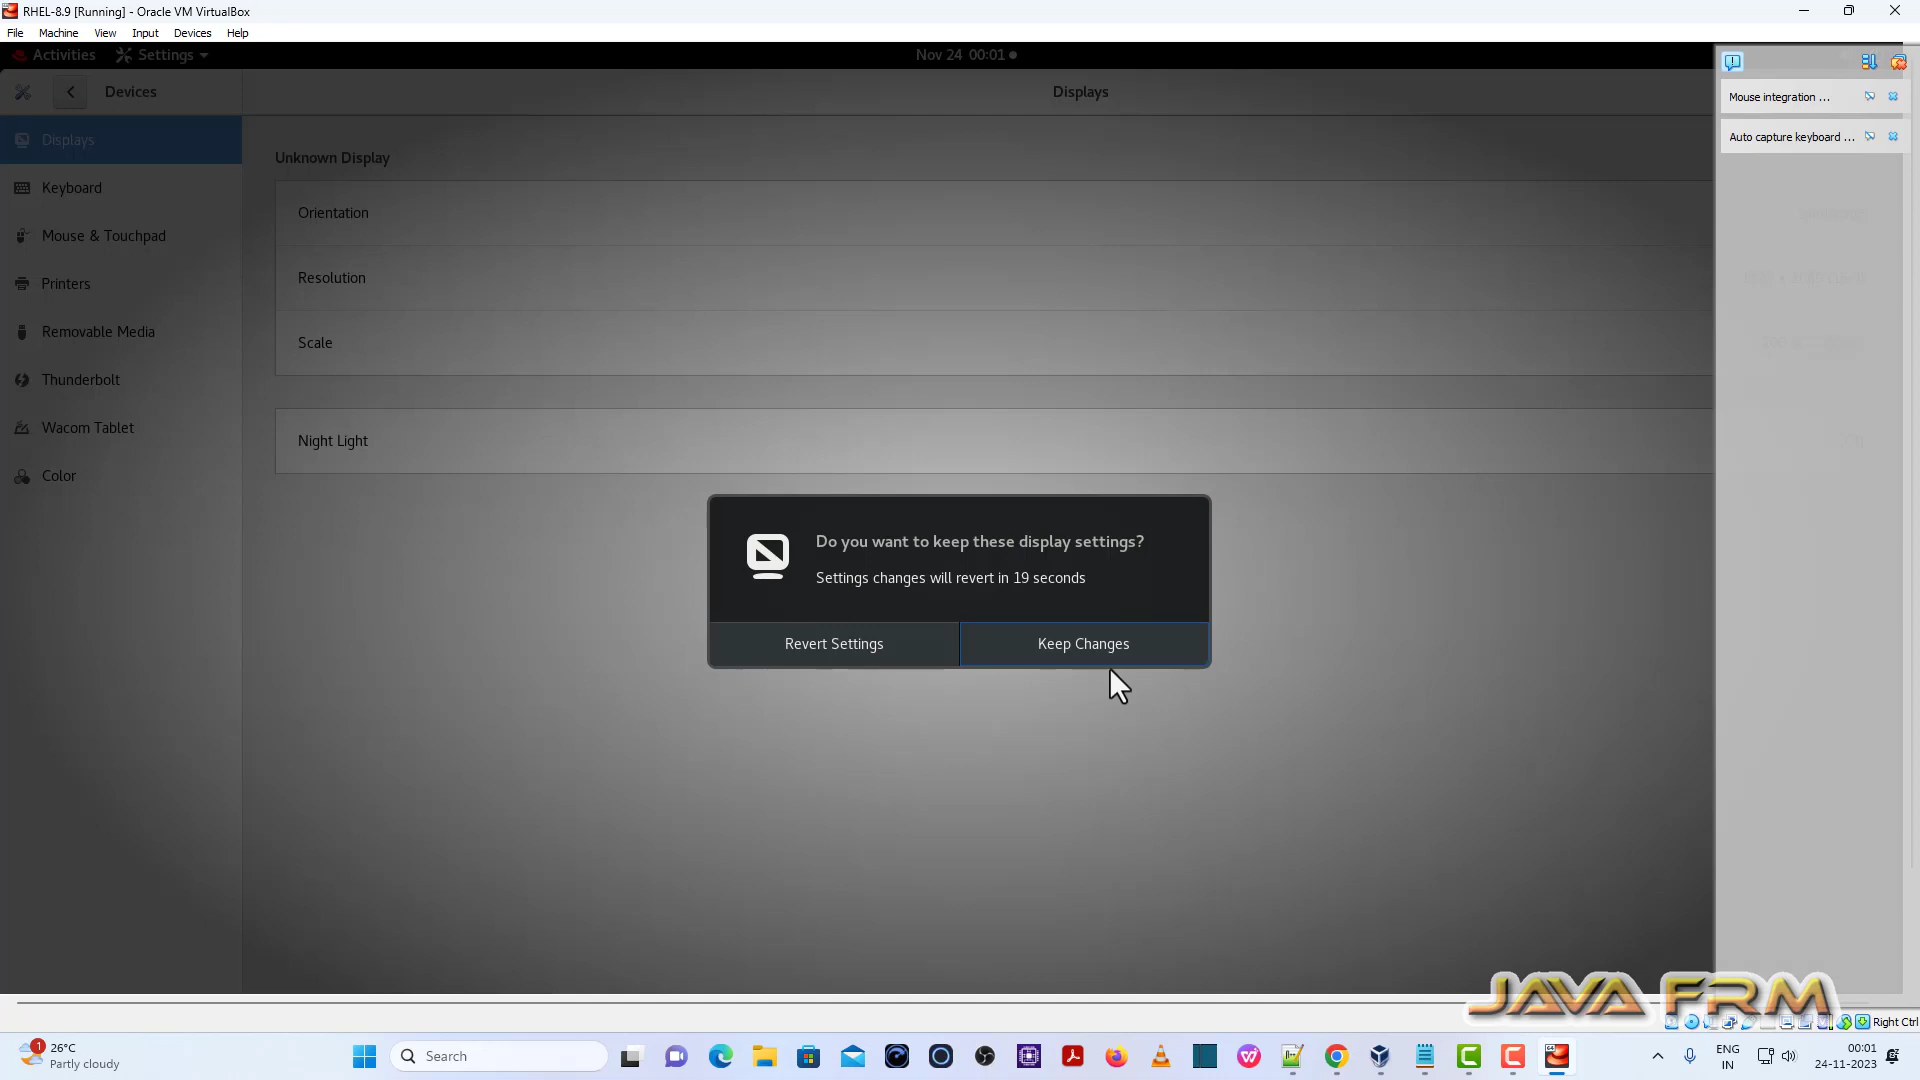 RHEL-8.9 [Running] - Oracle VM VirtualBox
File Machine View Input Devices Help
Activities Settings Nov 24 00:01
Devices Displays
Mouse integration ...
Auto capture keyboard ...
Displays
Keyboard
Mouse & Touchpad
Printers
Removable Media
Thunderbolt
Wacom Tablet
Color
Unknown Display
Orientation
Resolution
Scale
Night Light
Do you want to keep these display settings?
Settings changes will revert in 19 seconds
Revert Settings Keep Changes
JAVA FRM
Right Ctrl
1
26°C
Partly cloudy
Search
ENG
IN
00:01
24-11-2023